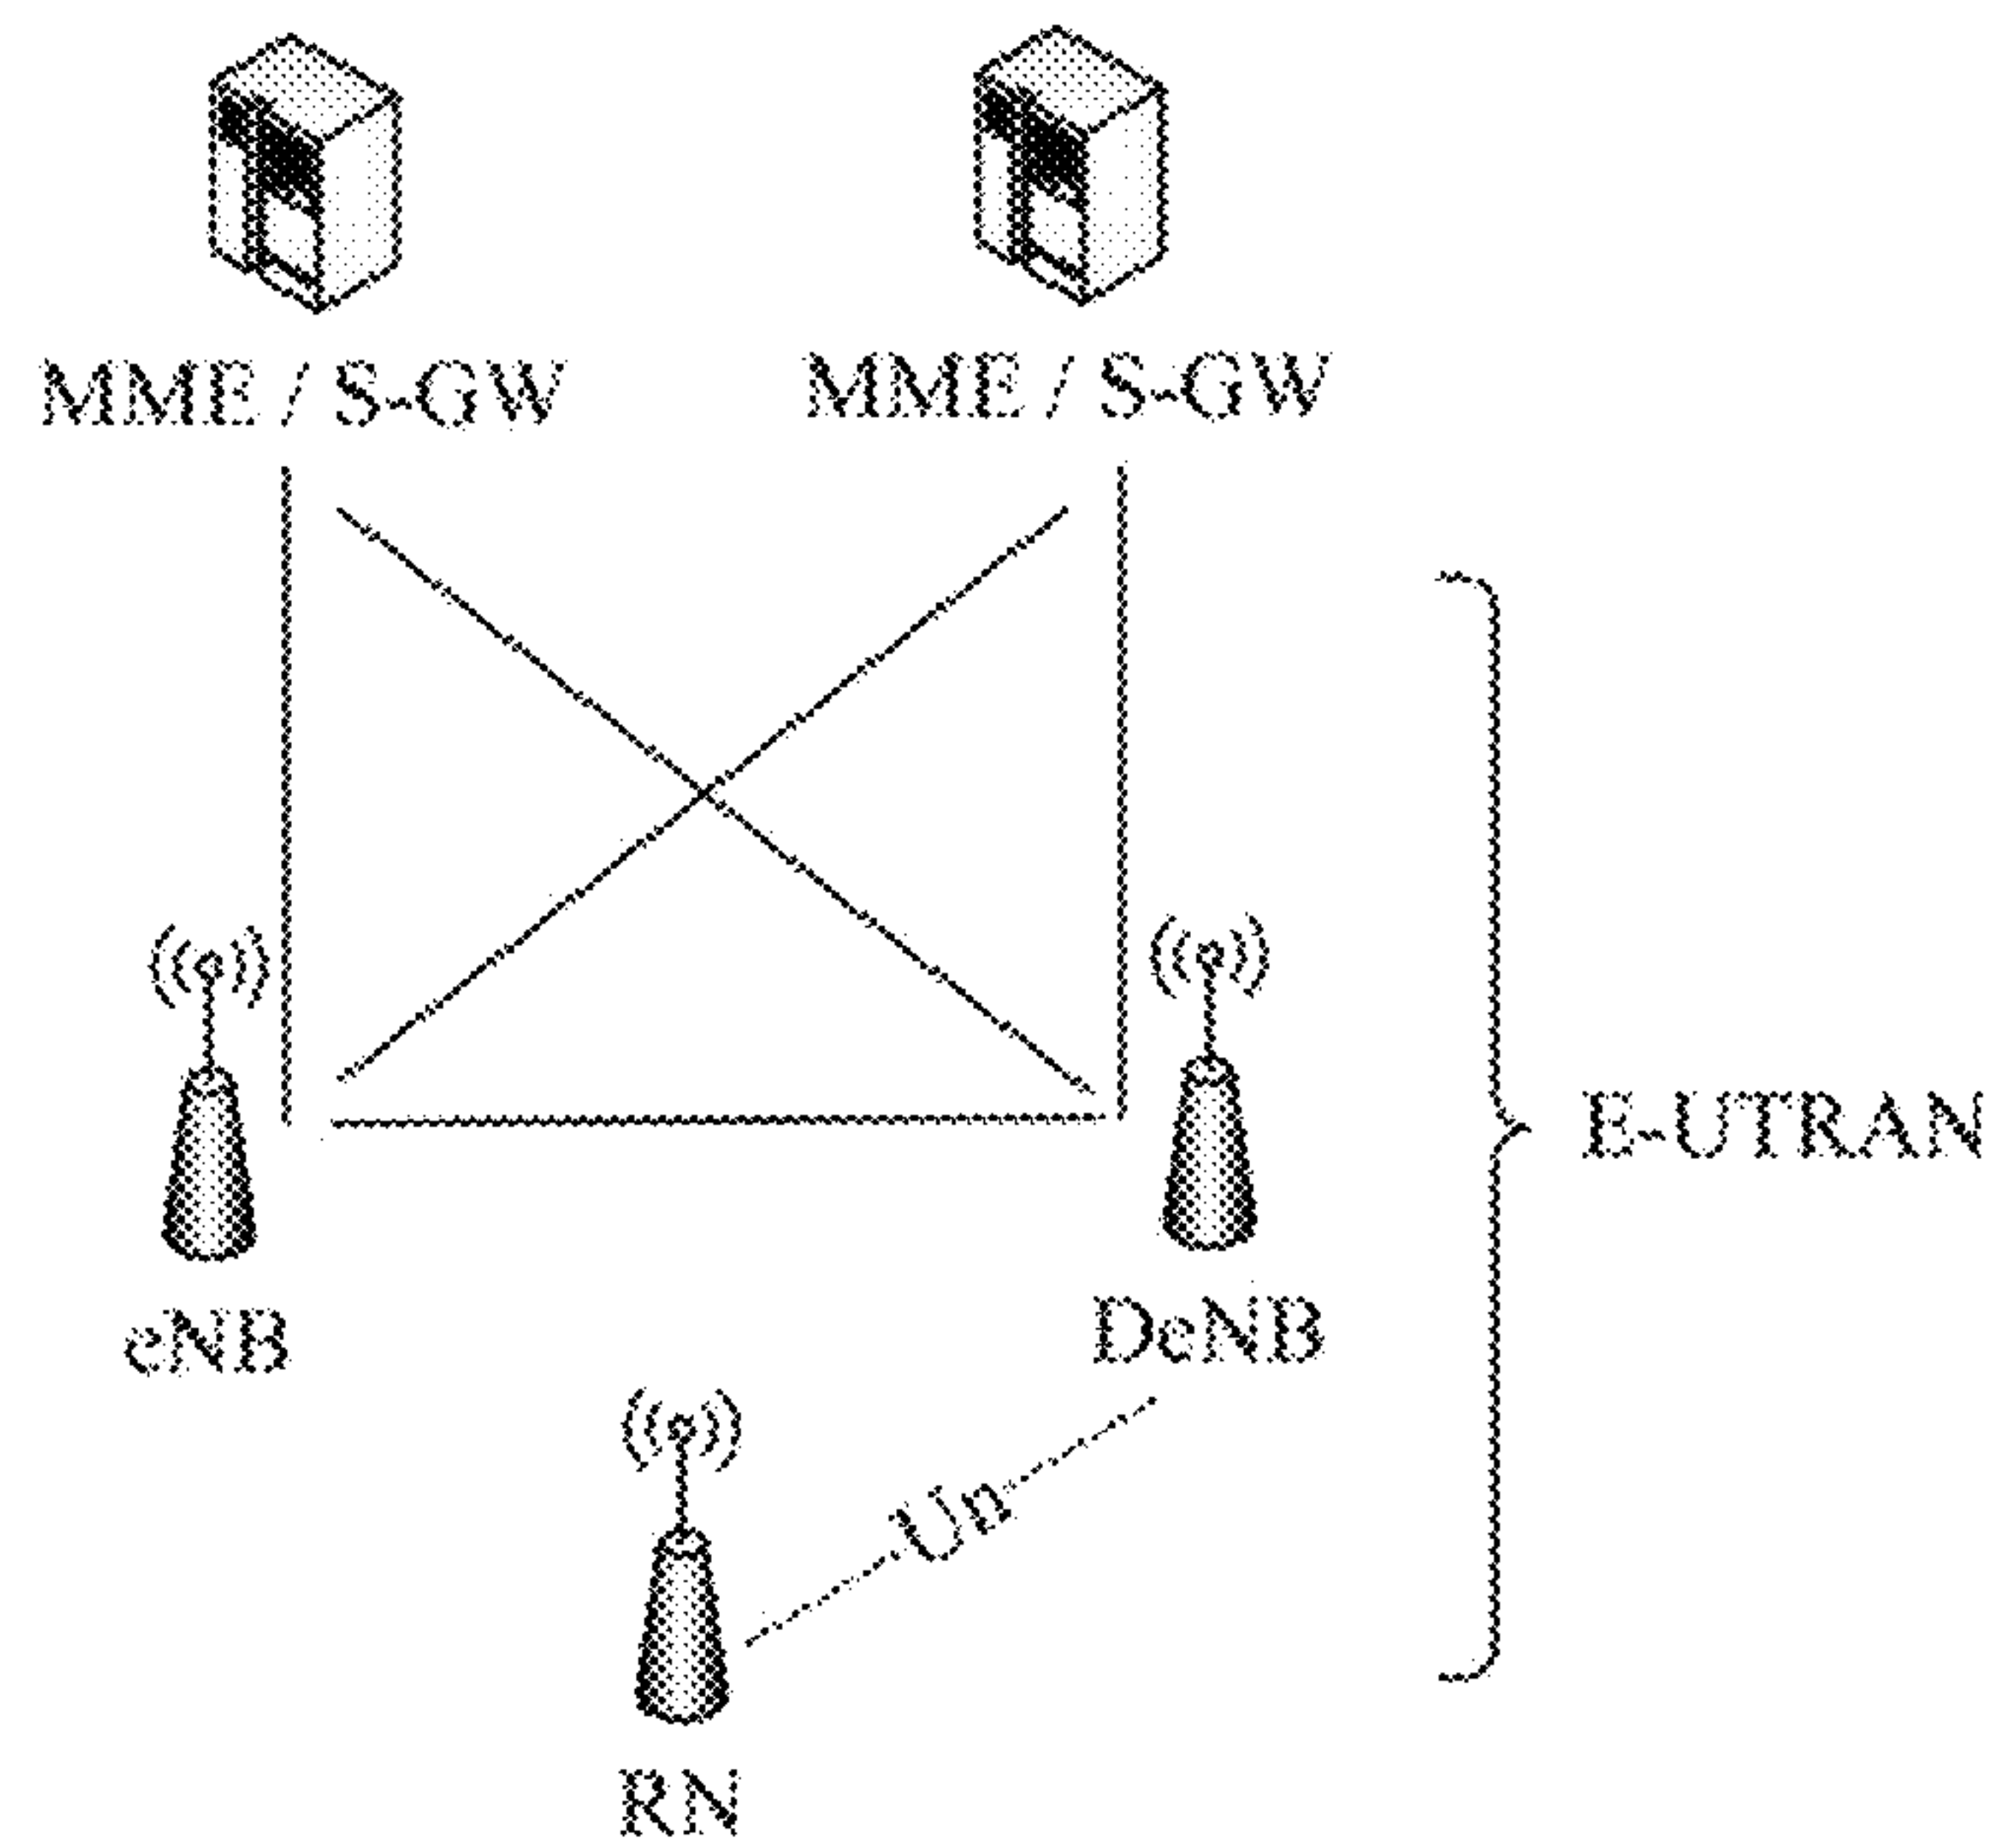 MME / S-GW
MME / S-GW
E-UTRAN
eNB
DeNB
Un
RN